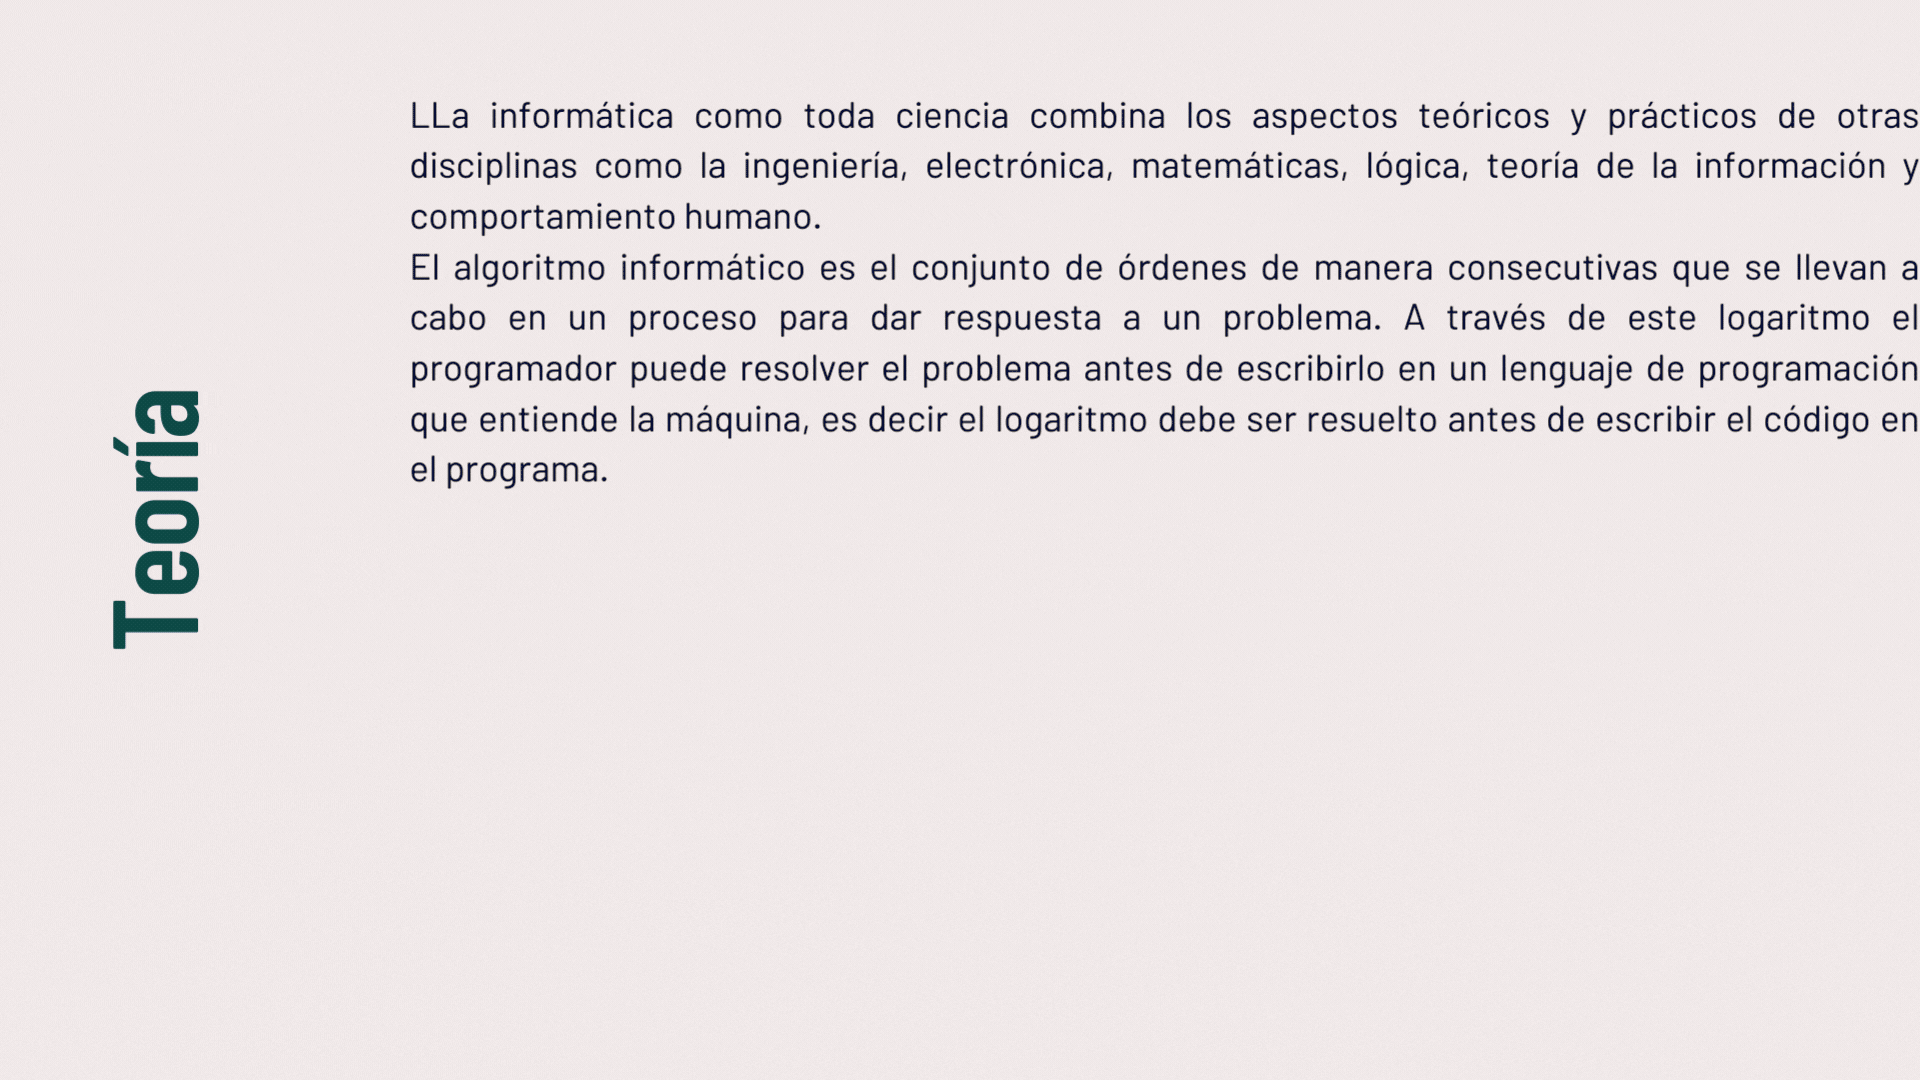 Teoría
LLa informática como toda ciencia combina los aspectos teóricos y prácticos de otras
disciplinas como la ingeniería, electrónica, matemáticas, lógica, teoría de la información y
comportamiento humano.
El algoritmo informático es el conjunto de órdenes de manera consecutivas que se llevan a
cabo en un proceso para dar respuesta a un problema. A través de este logaritmo el
programador puede resolver el problema antes de escribirlo en un lenguaje de programación
que entiende la máquina, es decir el logaritmo debe ser resuelto antes de escribir el código en
el programa.